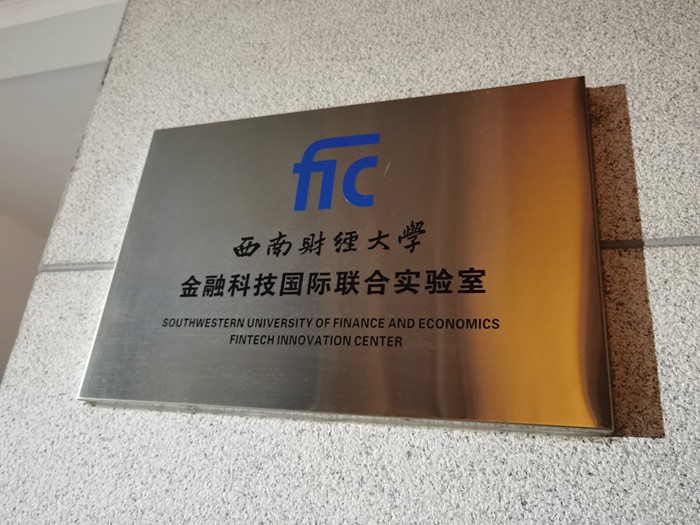 fic
西南财经大學
金融科技国际联合实验室
SOUTHWESTERN UNIVERSITY OF FINANCE AND ECONOMICS
FINTECH INNOVATION CENTER